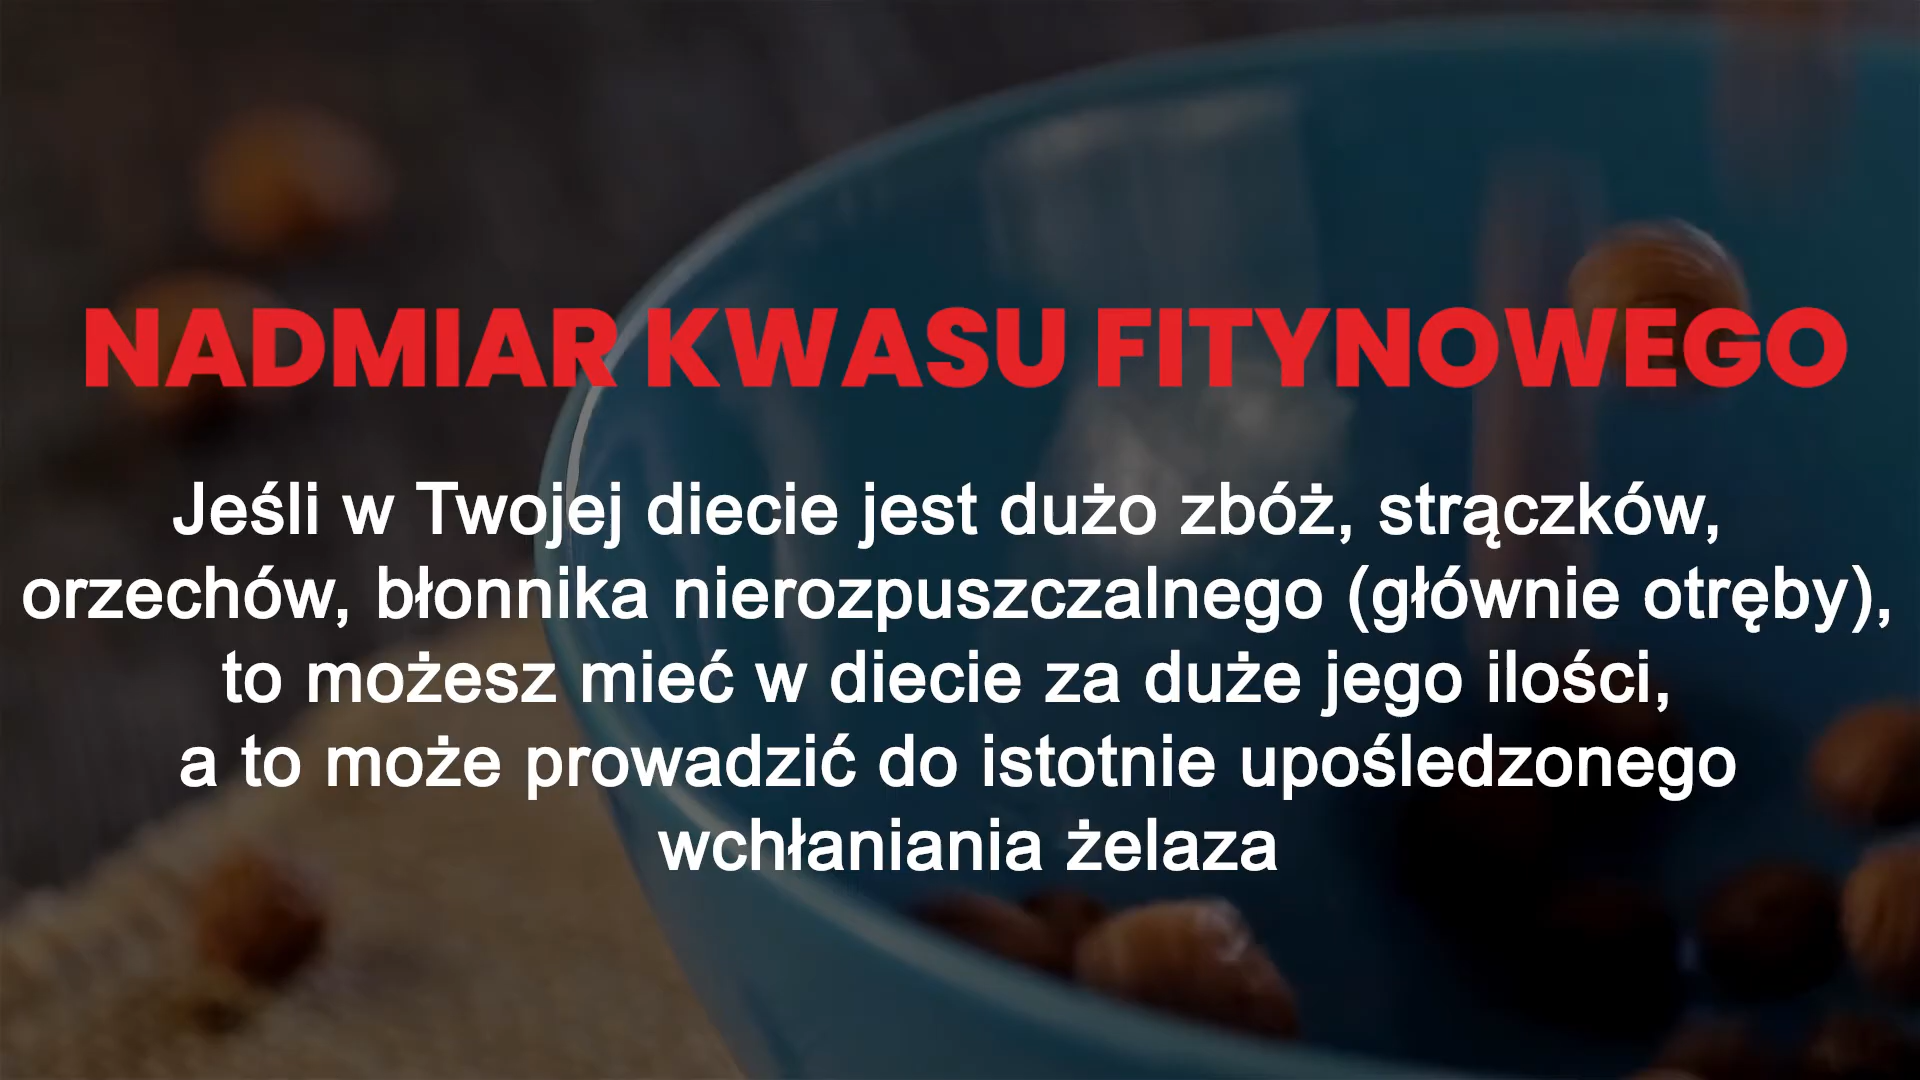 NADMIAR KWASU FITYNOWEGO
Jeśli w Twojej diecie jest dużo zbóż, strączków,
orzechów, błonnika nierozpuszczalnego (głównie otręby),
to możesz mieć w diecie za duże jego ilości,
a to może prowadzić do istotnie upośledzonego
wchłaniania żelaza